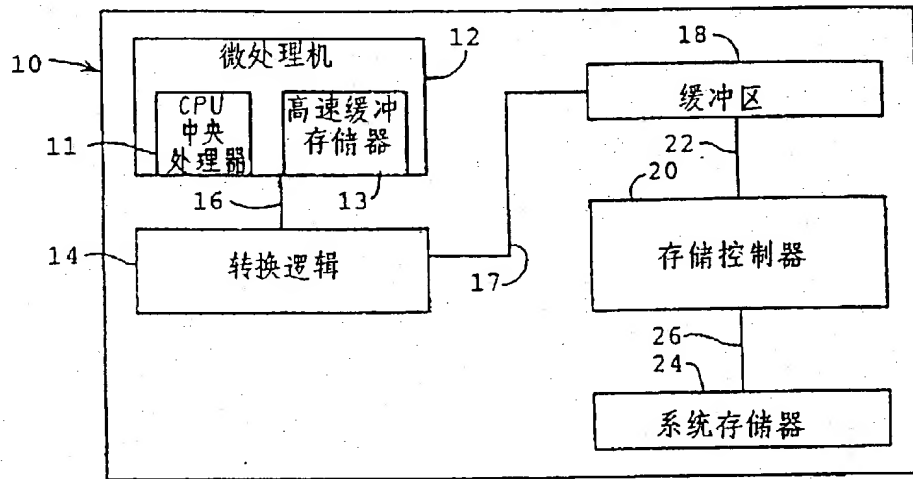 10
微处理机
12
CPU
中央
处理器
11
高速缓冲
存储器
13
16
14
转换逻辑
17
18
缓冲区
22
20
存储控制器
26
24
系统存储器